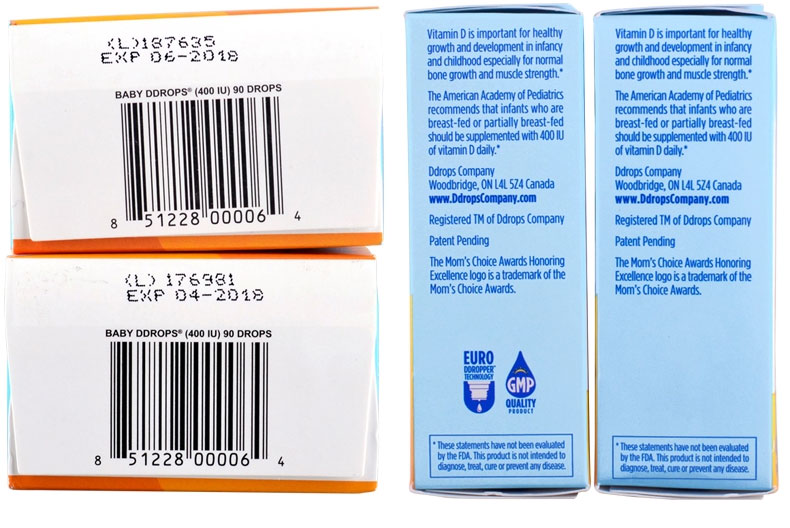 (L)187685
EXP 06-2018
BABY DDROPS® (400 IU) 90 DROPS
8 51228 00006 4
(L) 176981
EXP 04-2018
BABY DDROPS® (400 IU) 90 DROPS
8 51228 00006 4
Vitamin D is important for healthy
growth and development in infancy
and childhood especially for normal
bone growth and muscle strength.*
The American Academy of Pediatrics
recommends that infants who are
breast-fed or partially breast-fed
should be supplemented with 400 IU
of vitamin D daily.*
Ddrops Company
Woodbridge, ON L4L 5Z4 Canada
www.DdropsCompany.com
Registered TM of Ddrops Company
Patent Pending
The Mom's Choice Awards Honoring
Excellence logo is a trademark of the
Mom's Choice Awards.
EURO
DDROPPER™
TECHNOLOGY
GMP
QUALITY
PRODUCT
*These statements have not been evaluated
by the FDA. This product is not intended to
diagnose, treat, cure or prevent any disease.
Vitamin D is important for healthy
growth and development in infancy
and childhood especially for normal
bone growth and muscle strength.*
The American Academy of Pediatrics
recommends that infants who are
breast-fed or partially breast-fed
should be supplemented with 400 IU
of vitamin D daily.*
Ddrops Company
Woodbridge, ON L4L 5Z4 Canada
www.DdropsCompany.com
Registered TM of Ddrops Company
Patent Pending
The Mom's Choice Awards Honoring
Excellence logo is a trademark of the
Mom's Choice Awards.
*These statements have not been evaluated
by the FDA. This product is not intended to
diagnose, treat, cure or prevent any disease.